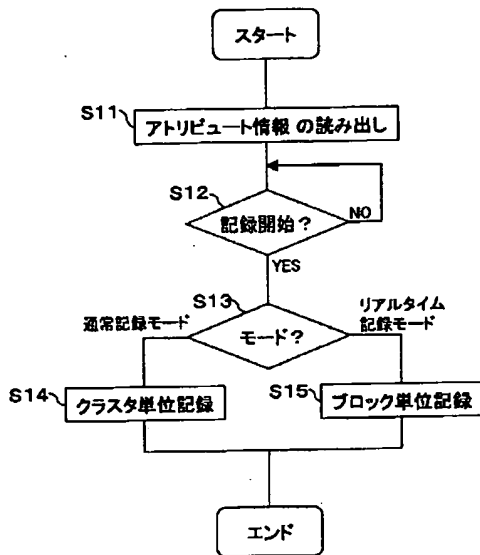 スタート
S11
アトリビュート情報 の読み出し
S12
記録開始?
NO
YES
S13
モード?
通常記録モード
リアルタイム
記録モード
S14
クラスタ単位記録
S15
ブロック単位記録
エンド